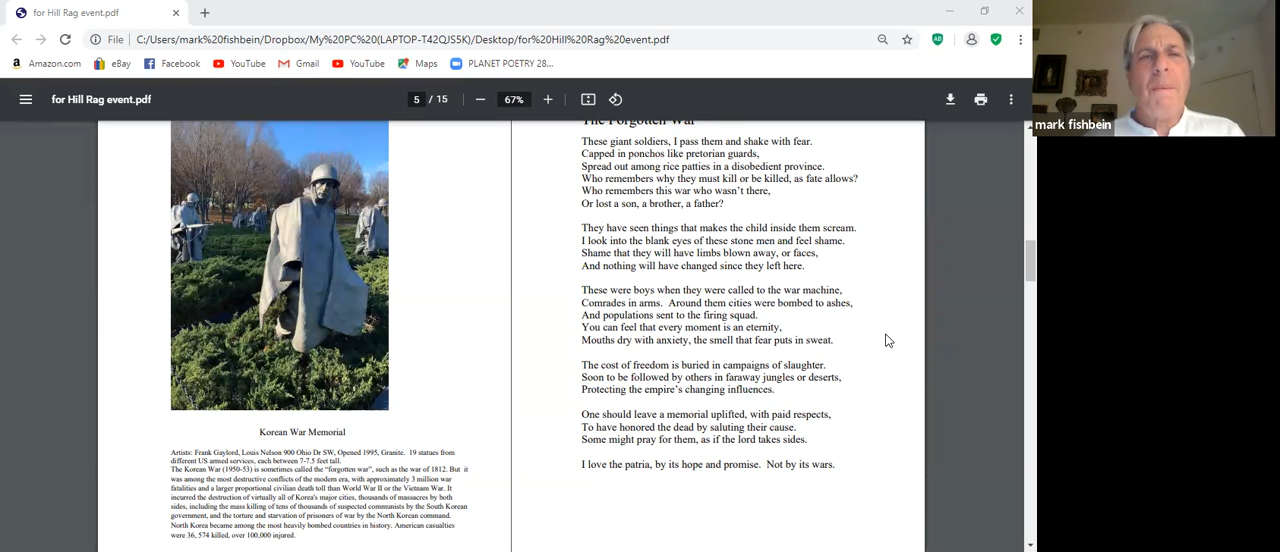 for Hill Rag event.pdf
File
C:/Users/mark%20fishbein/Dropbox/My%20PC%20(LAPTOP-T42QJS5K)/Desktop/for%20Hill%20Rag%20event.pdf
Amazon.com eBay Facebook YouTube Gmail YouTube Maps PLANET POETRY 28...
for Hill Rag event.pdf
5 / 15
67%
mark fishbein
The Forgotten War
These giant soldiers, I pass them and shake with fear.
Capped in ponchos like pretorian guards,
Spread out among rice patties in a disobedient province.
Who remembers why they must kill or be killed, as fate allows?
Who remembers this war who wasn't there,
Or lost a son, a brother, a father?
They have seen things that makes the child inside them scream.
I look into the blank eyes of these stone men and feel shame.
Shame that they will have limbs blown away, or faces,
And nothing will have changed since they left here.
These were boys when they were called to the war machine,
Comrades in arms. Around them cities were bombed to ashes,
And populations sent to the firing squad.
You can feel that every moment is an eternity,
Mouths dry with anxiety, the smell that fear puts in sweat.
The cost of freedom is buried in campaigns of slaughter.
Soon to be followed by others in faraway jungles or deserts,
Protecting the empire's changing influences.
One should leave a memorial uplifted, with paid respects,
To have honored the dead by saluting their cause.
Some might pray for them, as if the lord takes sides.
I love the patria, by its hope and promise. Not by its wars.
Korean War Memorial
Artists: Frank Gaylord, Louis Nelson 900 Ohio Dr SW, Opened 1995, Granite. 19 statues from
different US armed services, each between 7-7.5 feet tall.
The Korean War (1950-53) is sometimes called the "forgotten war", such as the war of 1812. But it
was among the most destructive conflicts of the modern era, with approximately 3 million war
fatalities and a larger proportional civilian death toll than World War II or the Vietnam War. It
incurred the destruction of virtually all of Korea's major cities, thousands of massacres by both
sides, including the mass killing of tens of thousands of suspected communists by the South Korean
government, and the torture and starvation of prisoners of war by the North Korean command.
North Korea became among the most heavily bombed countries in history. American casualties
were 36, 574 killed, over 100,000 injured.